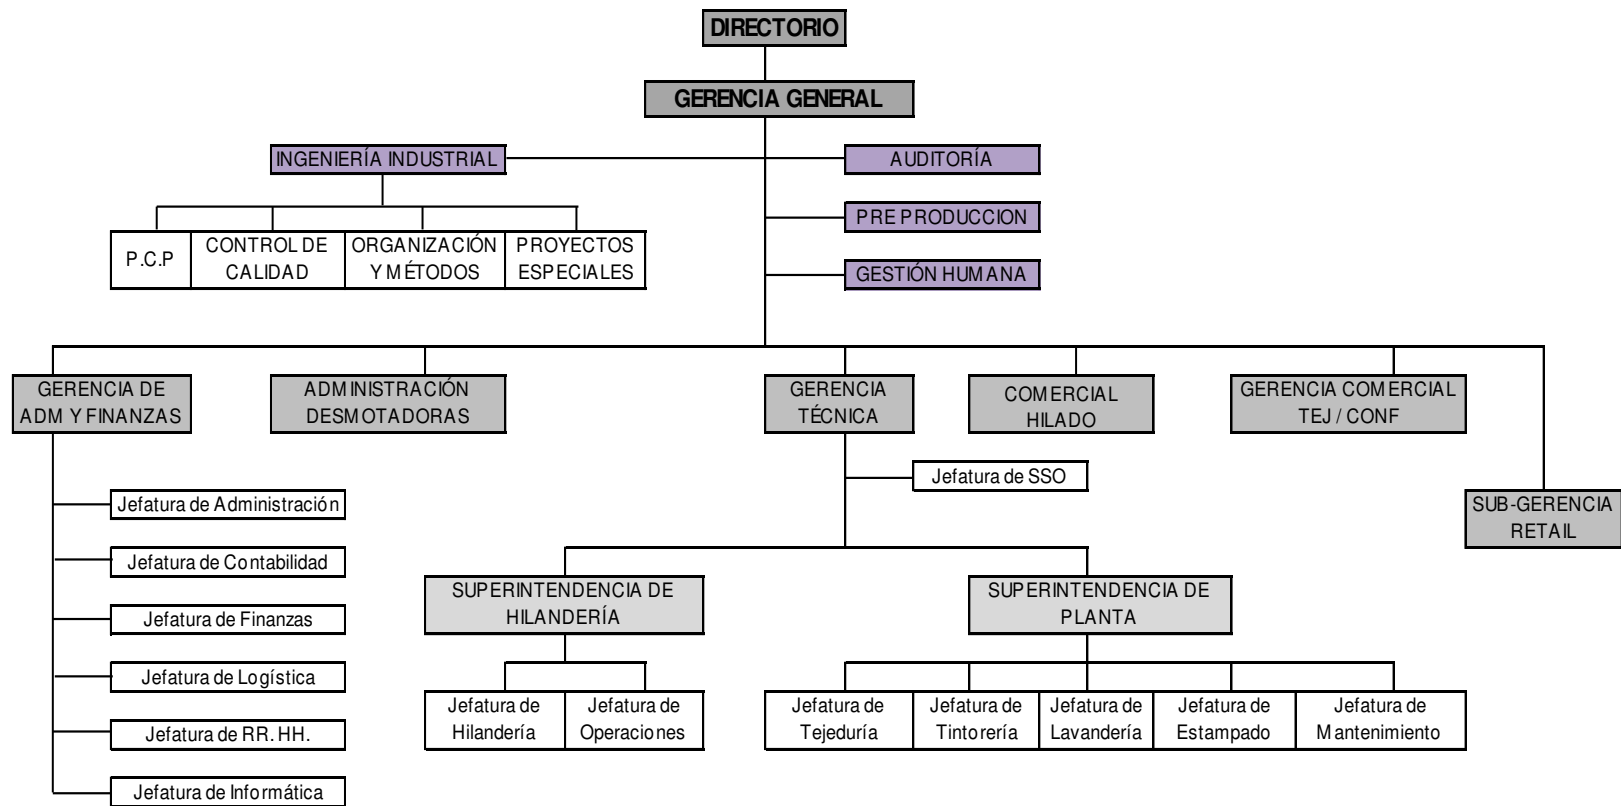 DIRECTORIO
GERENCIA GENERAL
INGENIERÍA INDUSTRIAL
AUDITORÍA
PRE PRODUCCION
GESTIÓN HUMANA
P.C.P
CONTROL DE
CALIDAD
ORGANIZACIÓN
Y MÉTODOS
PROYECTOS
ESPECIALES
GERENCIA DE
ADM Y FINANZAS
ADMINISTRACIÓN
DESMOTADORAS
GERENCIA
TÉCNICA
COMERCIAL
HILADO
GERENCIA COMERCIAL
TEJ / CONF
SUB-GERENCIA
RETAIL
Jefatura de SSO
Jefatura de Administración
Jefatura de Contabilidad
Jefatura de Finanzas
Jefatura de Logística
Jefatura de RR. HH.
Jefatura de Informática
SUPERINTENDENCIA DE
HILANDERÍA
SUPERINTENDENCIA DE
PLANTA
Jefatura de
Hilandería
Jefatura de
Operaciones
Jefatura de
Tejeduría
Jefatura de
Tintorería
Jefatura de
Lavandería
Jefatura de
Estampado
Jefatura de
Mantenimiento